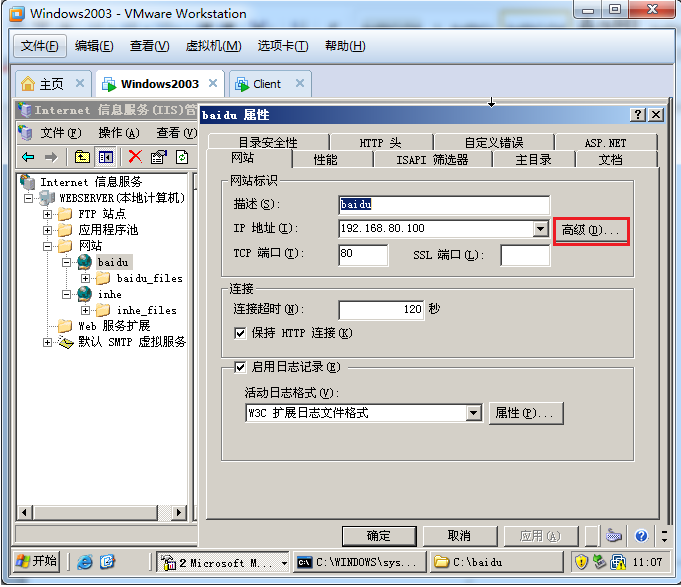 Windows2003 - VMware Workstation
文件(F) 编辑(E) 查看(V) 虚拟机(M) 选项卡(T) 帮助(H)
主页 Windows2003 Client
Internet 信息服务(IIS)管
文件(F) 操作(A) 查看(V)
Internet 信息服务
WEBSERVER(本地计算机)
FTP 站点
应用程序池
网站
baidu
baidu_files
inhe
inhe_files
Web 服务扩展
默认 SMTP 虚拟服务
baidu 属性
目录安全性 HTTP 头 自定义错误 ASP.NET
网站 性能 ISAPI 筛选器 主目录 文档
网站标识
描述(S): baidu
IP 地址(I): 192.168.80.100 高级(D)...
TCP 端口(T): 80 SSL 端口(L):
连接
连接超时(N): 120 秒
保持 HTTP 连接(K)
启用日志记录(E)
活动日志格式(V):
W3C 扩展日志文件格式 属性(P)...
确定 取消 应用(A)
开始 2 Microsoft M... C:\WINDOWS\sys... C:\baidu 11:07